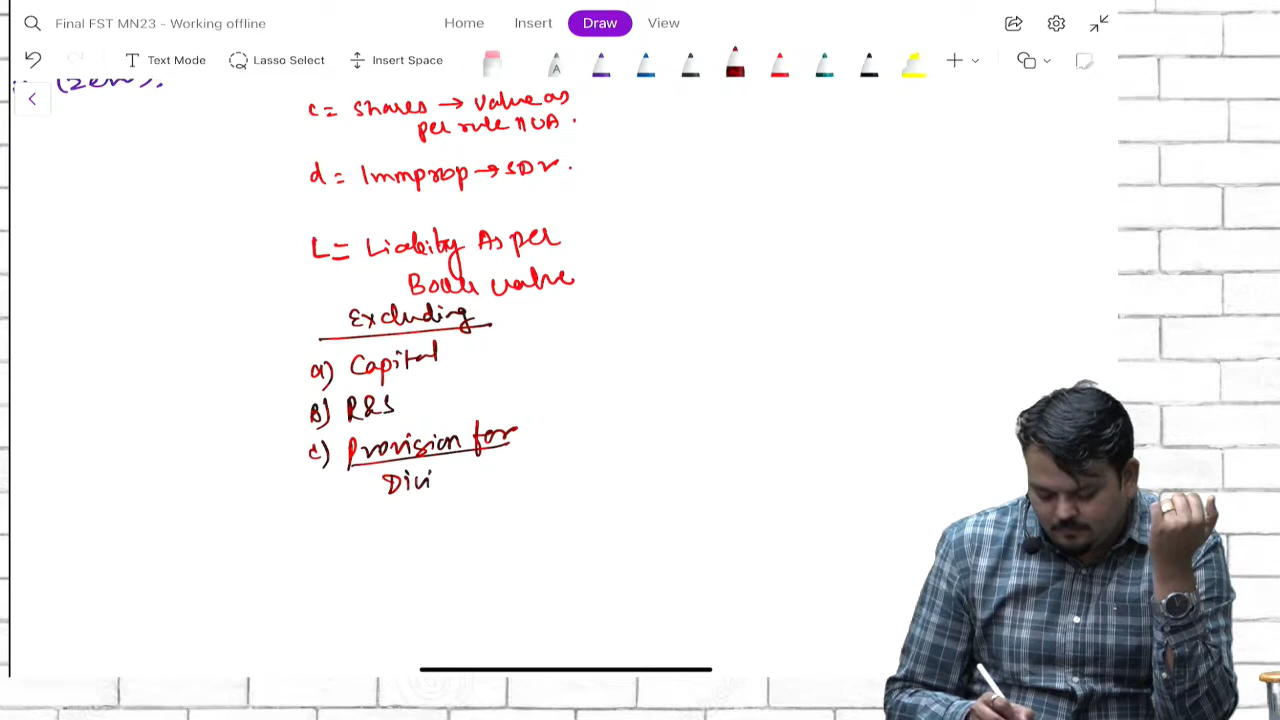 Final FST MN23 - Working offline
Home Insert Draw View
Text Mode Lasso Select Insert Space
(zero).
c = shares → value as
per rule 11UA.
d = Immprop → SDV.
L = Liability As per
Book value
Excluding
a) Capital
B) R&S
c) Provision for
Divi